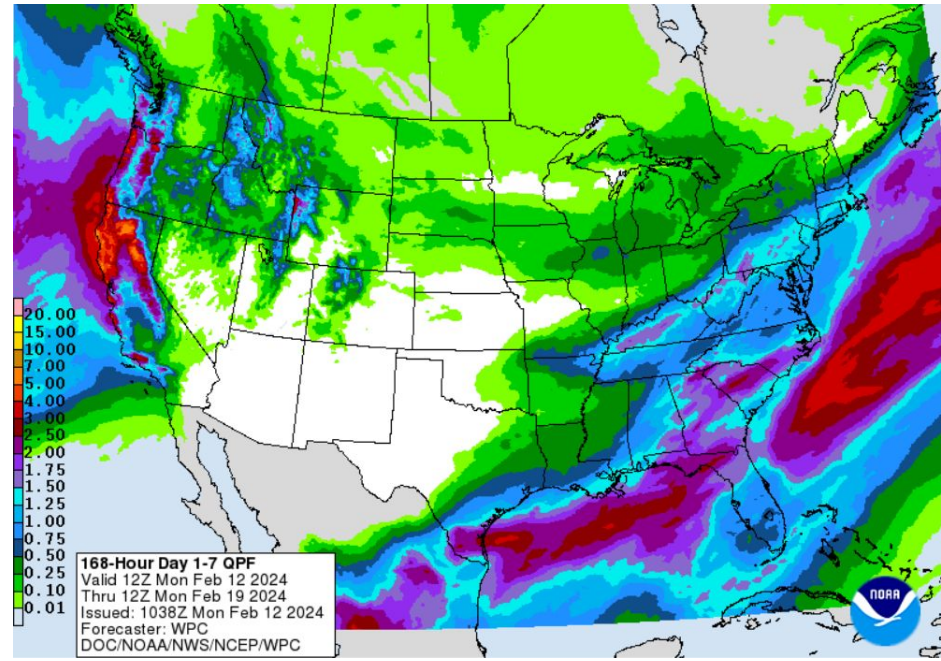 20.00
15.00
10.00
7.00
5.00
4.00
3.00
2.50
2.00
1.75
1.50
1.25
1.00
0.75
0.50
0.25
0.10
0.01
168-Hour Day 1-7 QPF
Valid 12Z Mon Feb 12 2024
Thru 12Z Mon Feb 19 2024
Issued: 1038Z Mon Feb 12 2024
Forecaster: WPC
DOC/NOAA/NWS/NCEP/WPC
NOAA